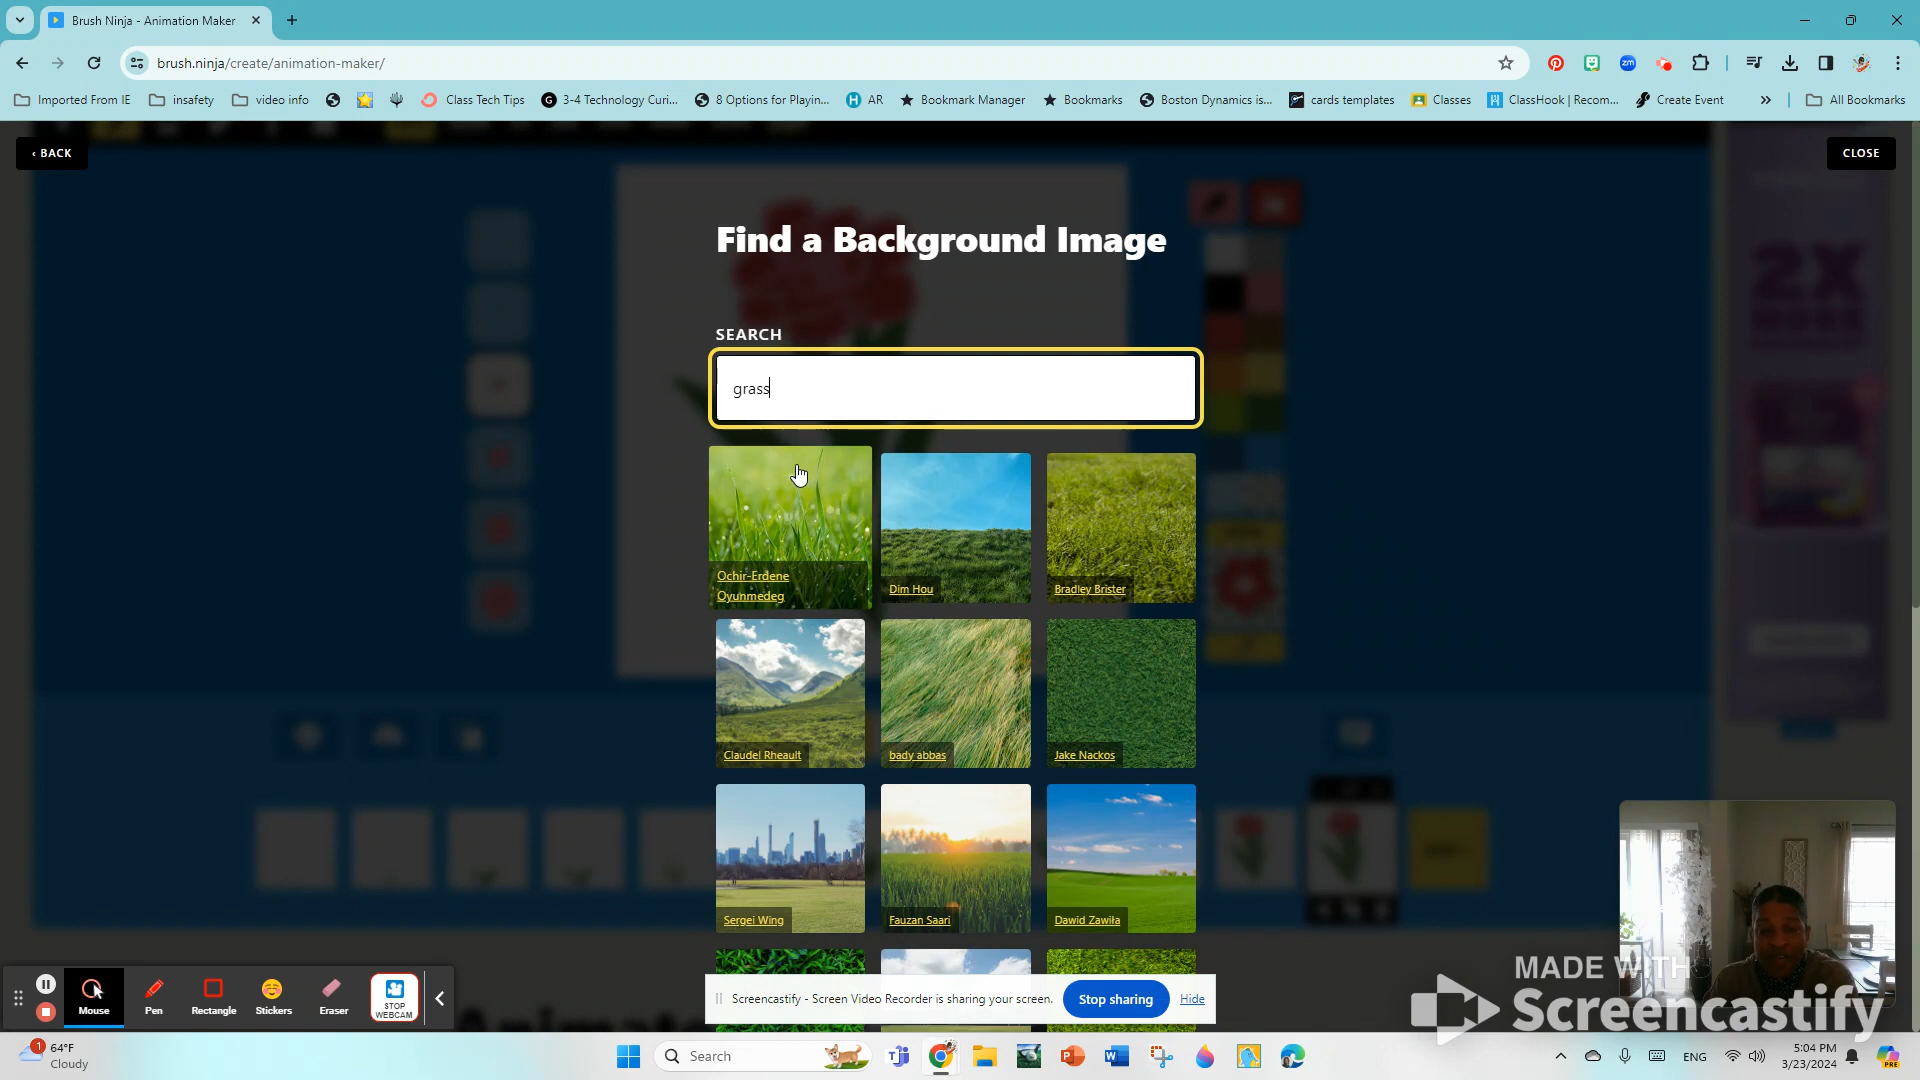 Brush Ninja - Animation Maker
brush.ninja/create/animation-maker/
Imported From IE
insafety
video info
Class Tech Tips
3-4 Technology Curi...
8 Options for Playin...
AR
Bookmark Manager
Bookmarks
Boston Dynamics is...
cards templates
Classes
ClassHook | Recom...
Create Event
»
All Bookmarks
‹ BACK
CLOSE
Find a Background Image
SEARCH
grass
Ochir-Erdene
Oyunmedeg
Dim Hou
Bradley Brister
Claudel Rheault
bady abbas
Jake Nackos
Sergei Wing
Fauzan Saari
Dawid Zawiła
2X
Mouse
Pen
Rectangle
Stickers
Eraser
STOP
WEBCAM
Screencastify - Screen Video Recorder is sharing your screen.
Stop sharing
Hide
MADE WITH
Screencastify
1
64°F
Cloudy
Search
ENG
5:04 PM
3/23/2024
PRE